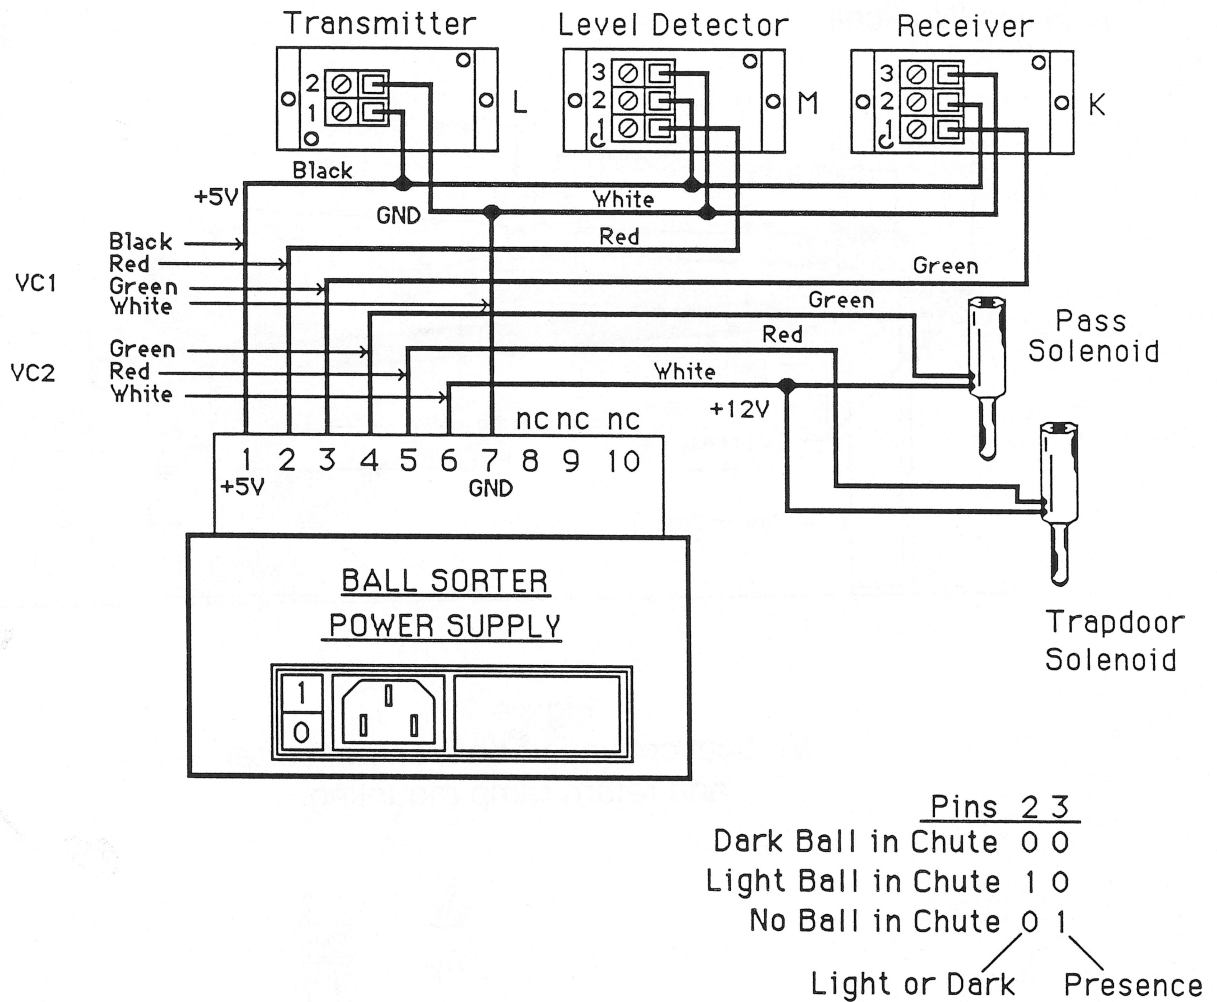 Transmitter Level Detector Receiver
2 1 L
3 2 1 M
3 2 1 K
Black
+5V
White
GND
Red
Green
Green
Red
White
+12V
VC1
Black
Red
Green
White
VC2
Green
Red
White
nc nc nc
1 2 3 4 5 6 7 8 9 10
+5V GND
Pass
Solenoid
Trapdoor
Solenoid
BALL SORTER
POWER SUPPLY
1
0
Pins 2 3
Dark Ball in Chute 0 0
Light Ball in Chute 1 0
No Ball in Chute 0 1
Light or Dark Presence